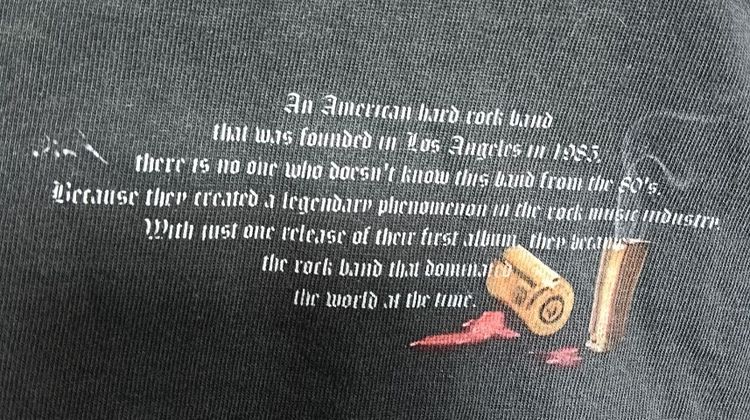 An American hard rock band
that was founded in Los Angeles in 1985.
there is no one who doesn't know this band from the 80's.
Because they created a legendary phenomenon in the rock music industry.
With just one release of their first album, they became
the rock band that dominated
the world at the time.